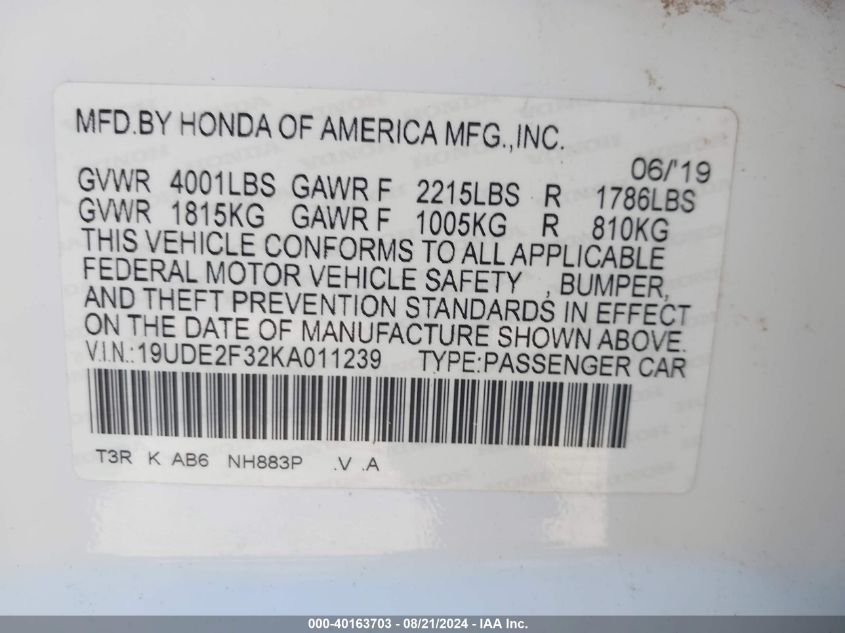 MFD.BY HONDA OF AMERICA MFG.,INC.
06/'19
GVWR 4001LBS GAWR F 2215LBS R 1786LBS
GVWR 1815KG GAWR F 1005KG R 810KG
THIS VEHICLE CONFORMS TO ALL APPLICABLE
FEDERAL MOTOR VEHICLE SAFETY , BUMPER,
AND THEFT PREVENTION STANDARDS IN EFFECT
ON THE DATE OF MANUFACTURE SHOWN ABOVE.
V.I.N.:19UDE2F32KA011239 TYPE:PASSENGER CAR
T3R K AB6 NH883P .V .A
000-40163703 - 08/21/2024 - IAA Inc.